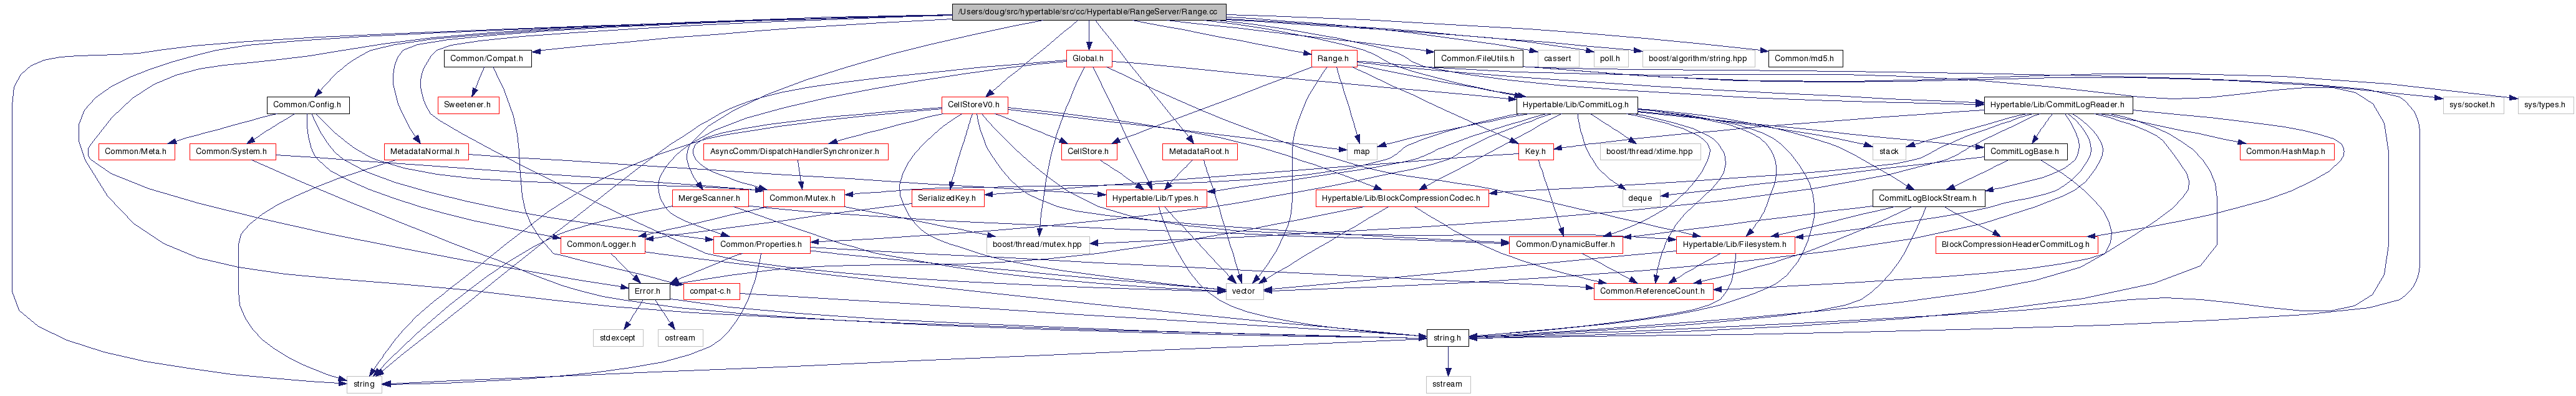 /Users/doug/src/hypertable/src/cc/Hypertable/RangeServer/Range.cc
Common/Compat.h
Global.h
Range.h
Common/FileUtils.h
cassert
poll.h
boost/algorithm/string.hpp
Common/md5.h
Common/Config.h
Sweetener.h
CellStoreV0.h
Hypertable/Lib/CommitLog.h
Hypertable/Lib/CommitLogReader.h
sys/socket.h
sys/types.h
Common/Meta.h
Common/System.h
MetadataNormal.h
AsyncComm/DispatchHandlerSynchronizer.h
CellStore.h
MetadataRoot.h
map
Key.h
boost/thread/xtime.hpp
stack
CommitLogBase.h
Common/HashMap.h
MergeScanner.h
Common/Mutex.h
SerializedKey.h
Hypertable/Lib/Types.h
Hypertable/Lib/BlockCompressionCodec.h
deque
CommitLogBlockStream.h
Common/Logger.h
Common/Properties.h
boost/thread/mutex.hpp
Common/DynamicBuffer.h
Hypertable/Lib/Filesystem.h
BlockCompressionHeaderCommitLog.h
Error.h
compat-c.h
vector
Common/ReferenceCount.h
stdexcept
ostream
string.h
string
sstream